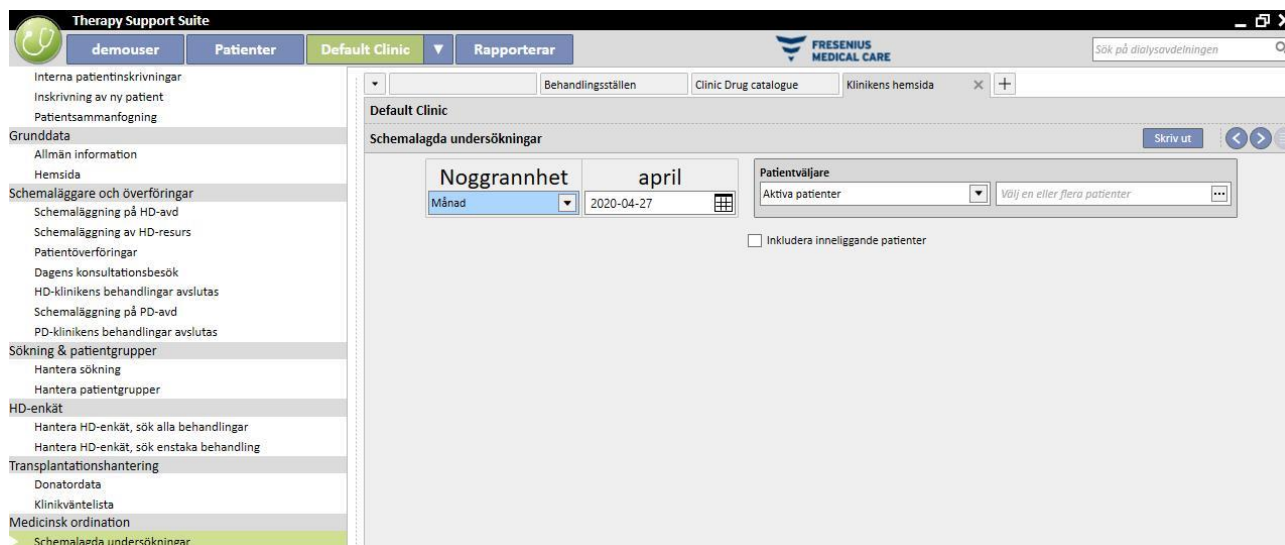 Therapy Support Suite
demouser Patienter Default Clinic Rapporterar FRESENIUS MEDICAL CARE Sök på dialysavdelningen
Interna patientinskrivningar
Inskrivning av ny patient
Patientsammanfogning
Grunddata
Allmän information
Hemsida
Schemaläggare och överföringar
Schemaläggning på HD-avd
Schemaläggning av HD-resurs
Patientöverföringar
Dagens konsultationsbesök
HD-klinikens behandlingar avslutas
Schemaläggning på PD-avd
PD-klinikens behandlingar avslutas
Sökning & patientgrupper
Hantera sökning
Hantera patientgrupper
HD-enkät
Hantera HD-enkät, sök alla behandlingar
Hantera HD-enkät, sök enstaka behandling
Transplantationshantering
Donatordata
Klinikväntelista
Medicinsk ordination
Schemalagda undersökningar
Behandlingsställen Clinic Drug catalogue Klinikens hemsida
Default Clinic
Schemalagda undersökningar Skriv ut
Noggrannhet april
Månad 2020-04-27
Patientväljare
Aktiva patienter Välj en eller flera patienter ...
Inkludera inneliggande patienter